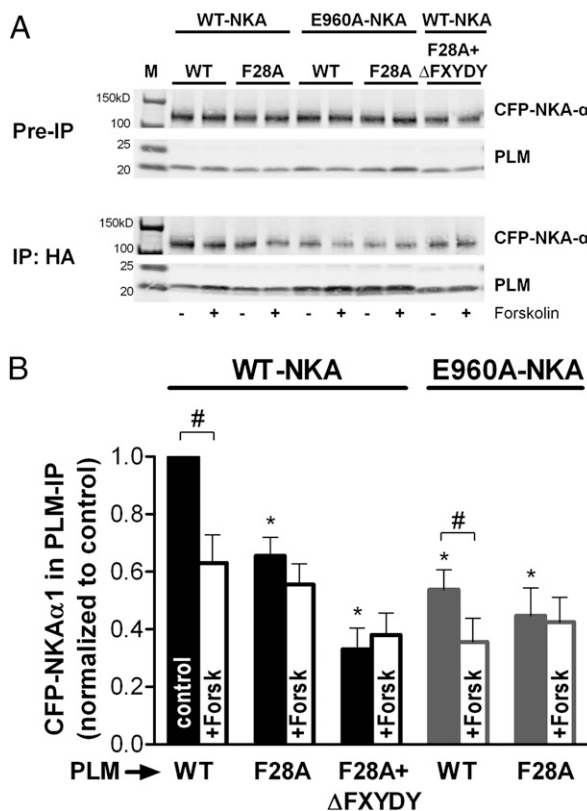 A
WT-NKA E960A-NKA WT-NKA
M WT F28A WT F28A F28A+
ΔFXYDY
Pre-IP
150kD
100
CFP-NKA-α
25
20
PLM
IP: HA
150kD
100
CFP-NKA-α
25
20
PLM
- + - + - + - + - + Forskolin
B
WT-NKA E960A-NKA
CFP-NKAα1 in PLM-IP
(normalized to control)
1.0
0.8
0.6
0.4
0.2
0.0
#
*
*
#
*
*
control
+Forsk
+Forsk
+Forsk
+Forsk
+Forsk
PLM → WT F28A F28A+ WT F28A
ΔFXYDY